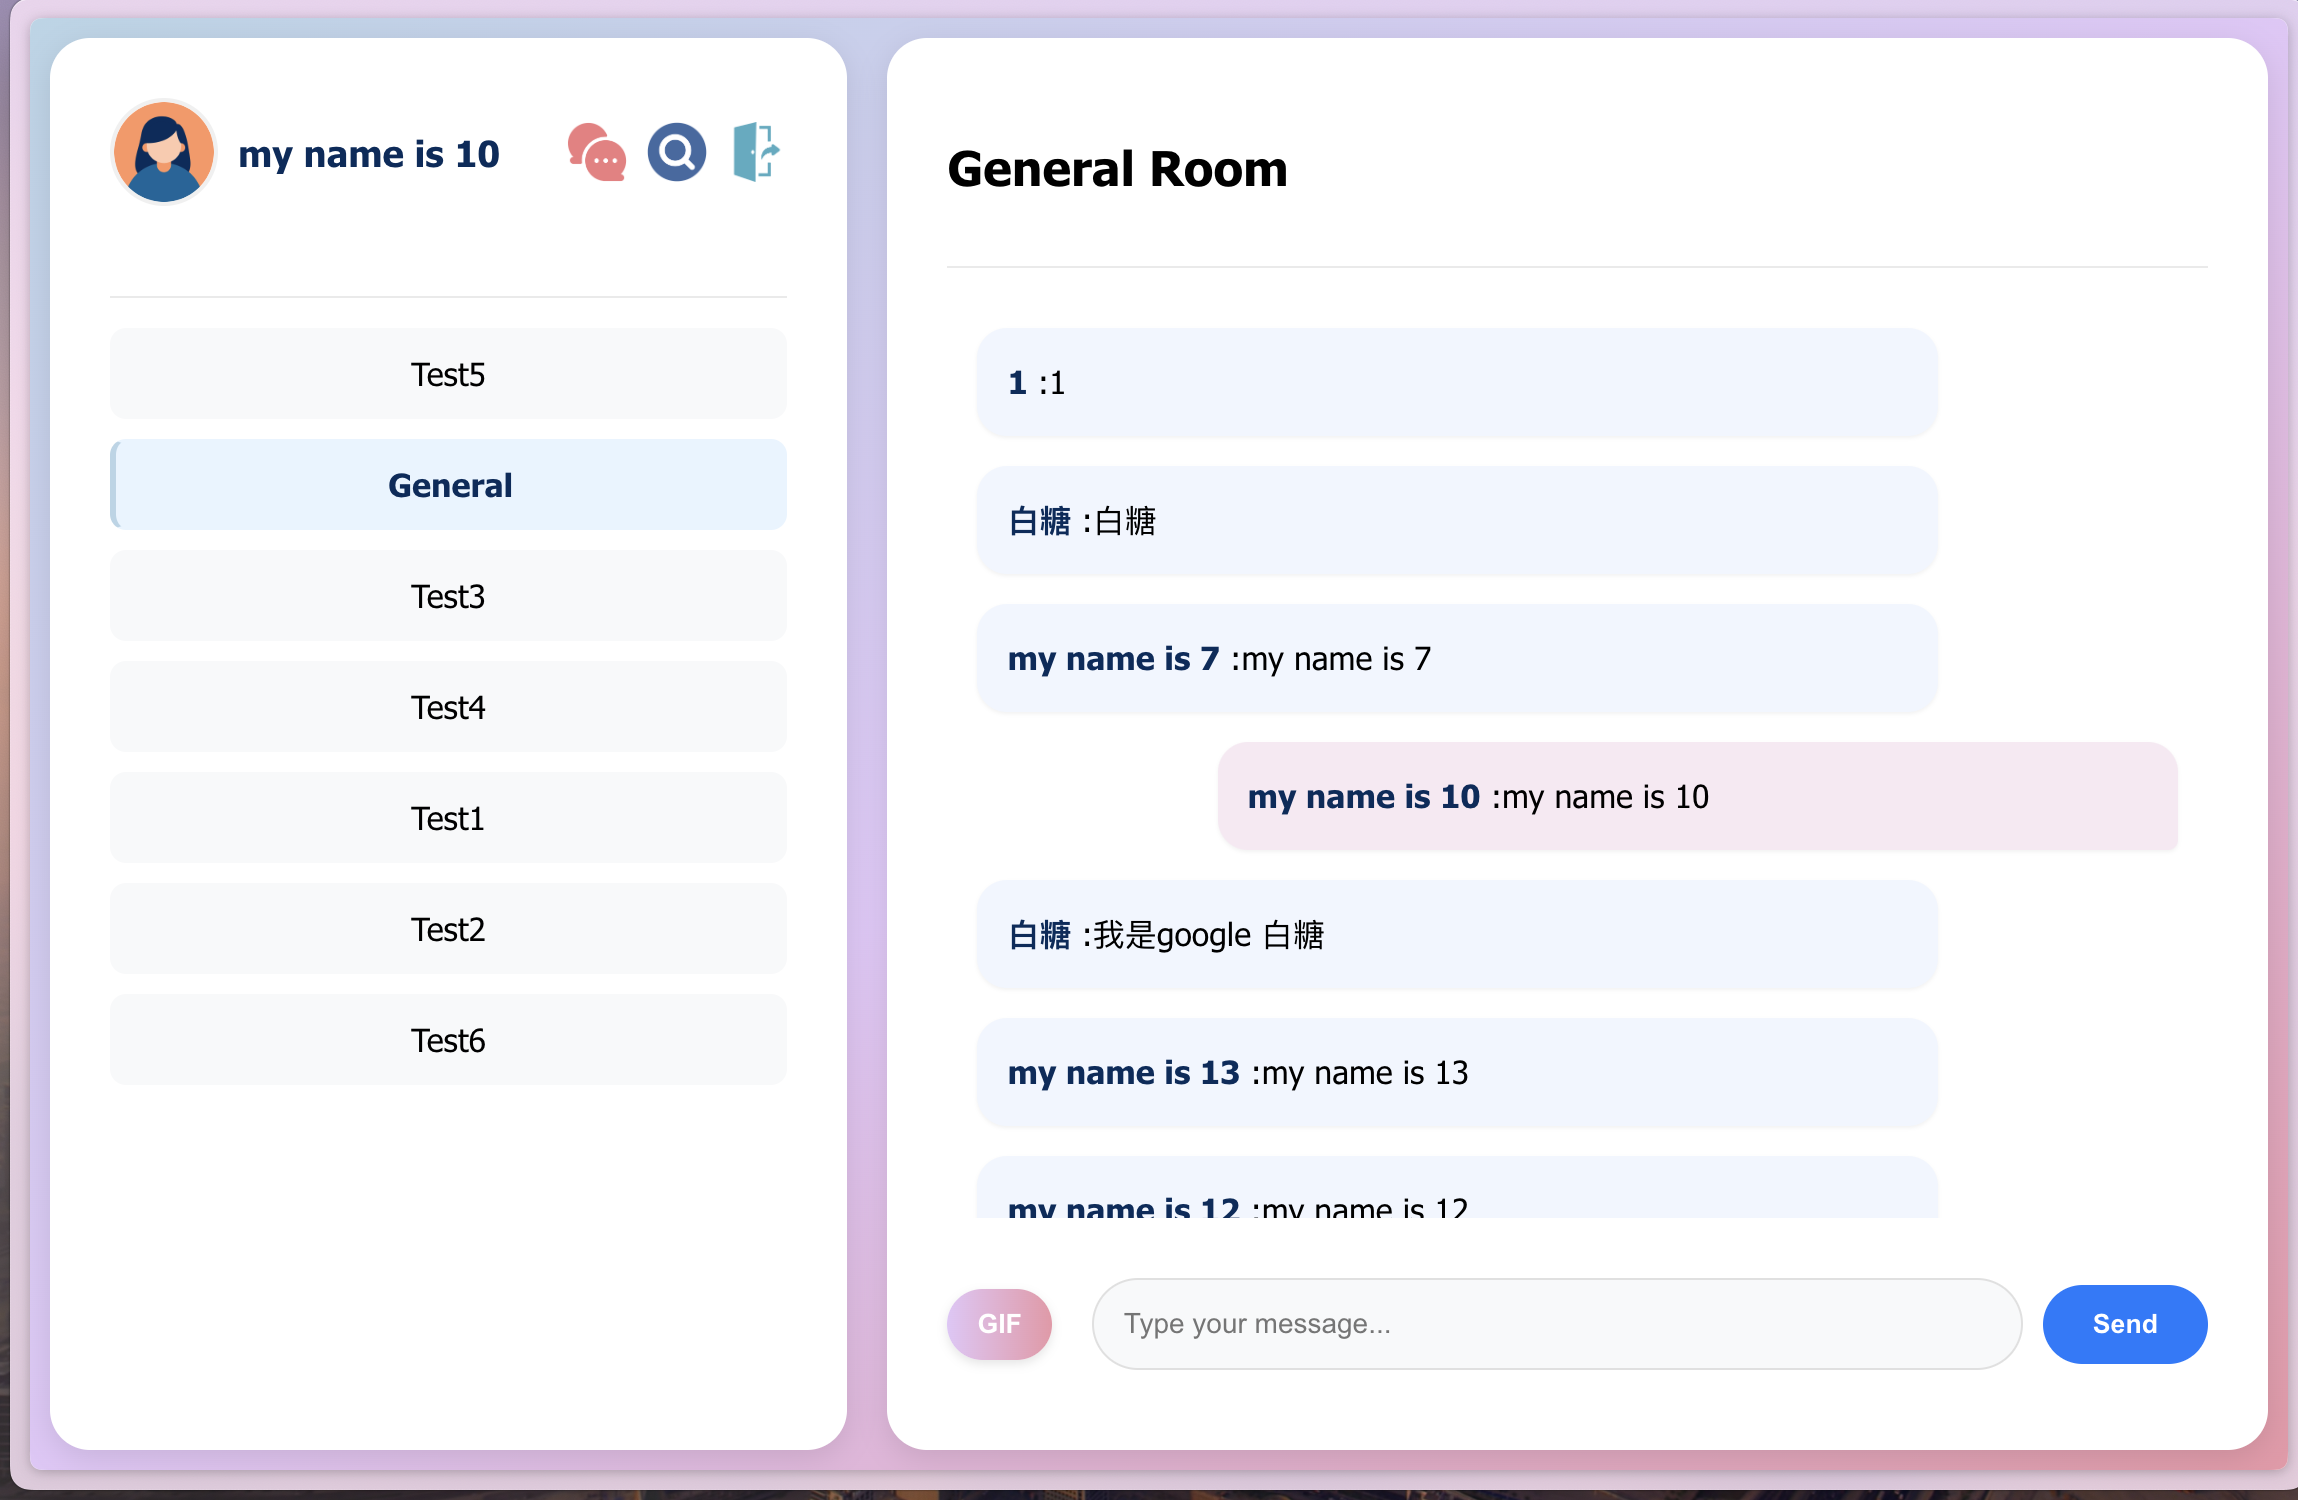 my name is 10
Test5
General
Test3
Test4
Test1
Test2
Test6
General Room
1 :1
白糖 :白糖
my name is 7 :my name is 7
my name is 10 :my name is 10
白糖 :我是google 白糖
my name is 13 :my name is 13
my name is 12 :my name is 12
GIF
Type your message...
Send